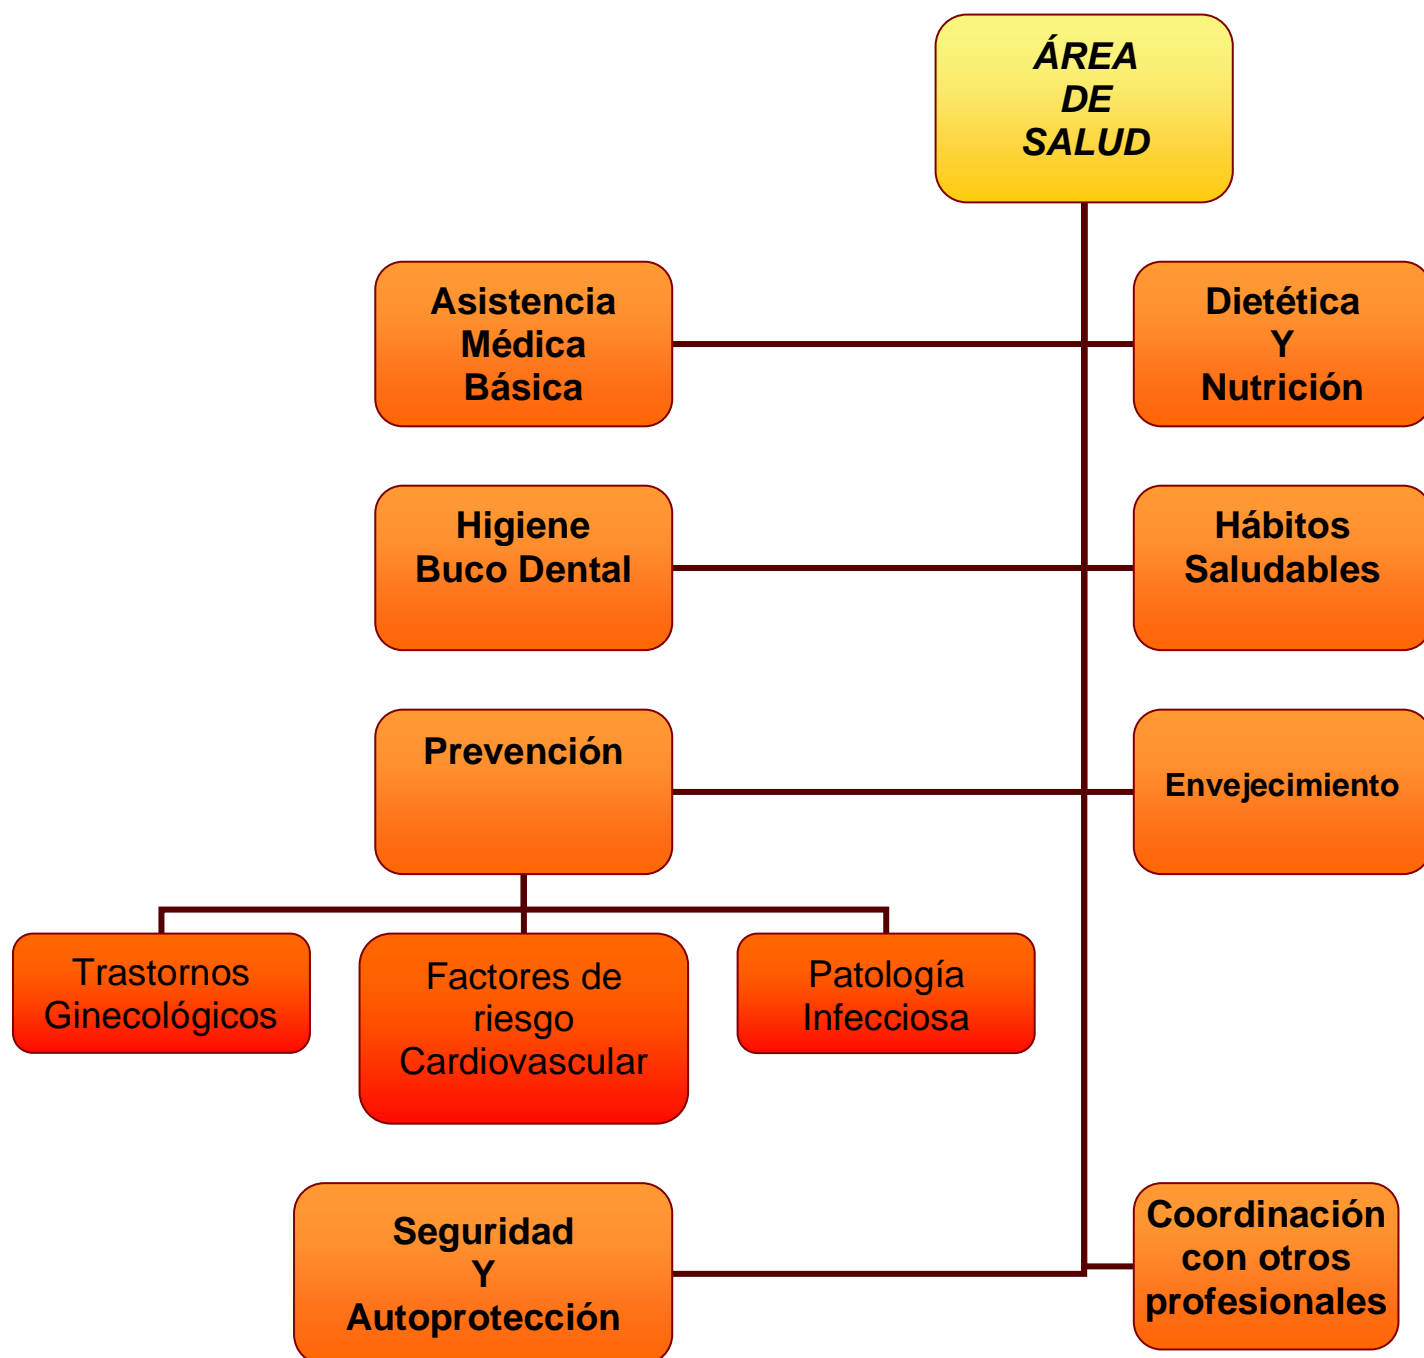 ÁREA
DE
SALUD
Asistencia
Médica
Básica
Dietética
Y
Nutrición
Higiene
Buco Dental
Hábitos
Saludables
Prevención
Envejecimiento
Trastornos
Ginecológicos
Factores de
riesgo
Cardiovascular
Patología
Infecciosa
Seguridad
Y
Autoprotección
Coordinación
con otros
profesionales